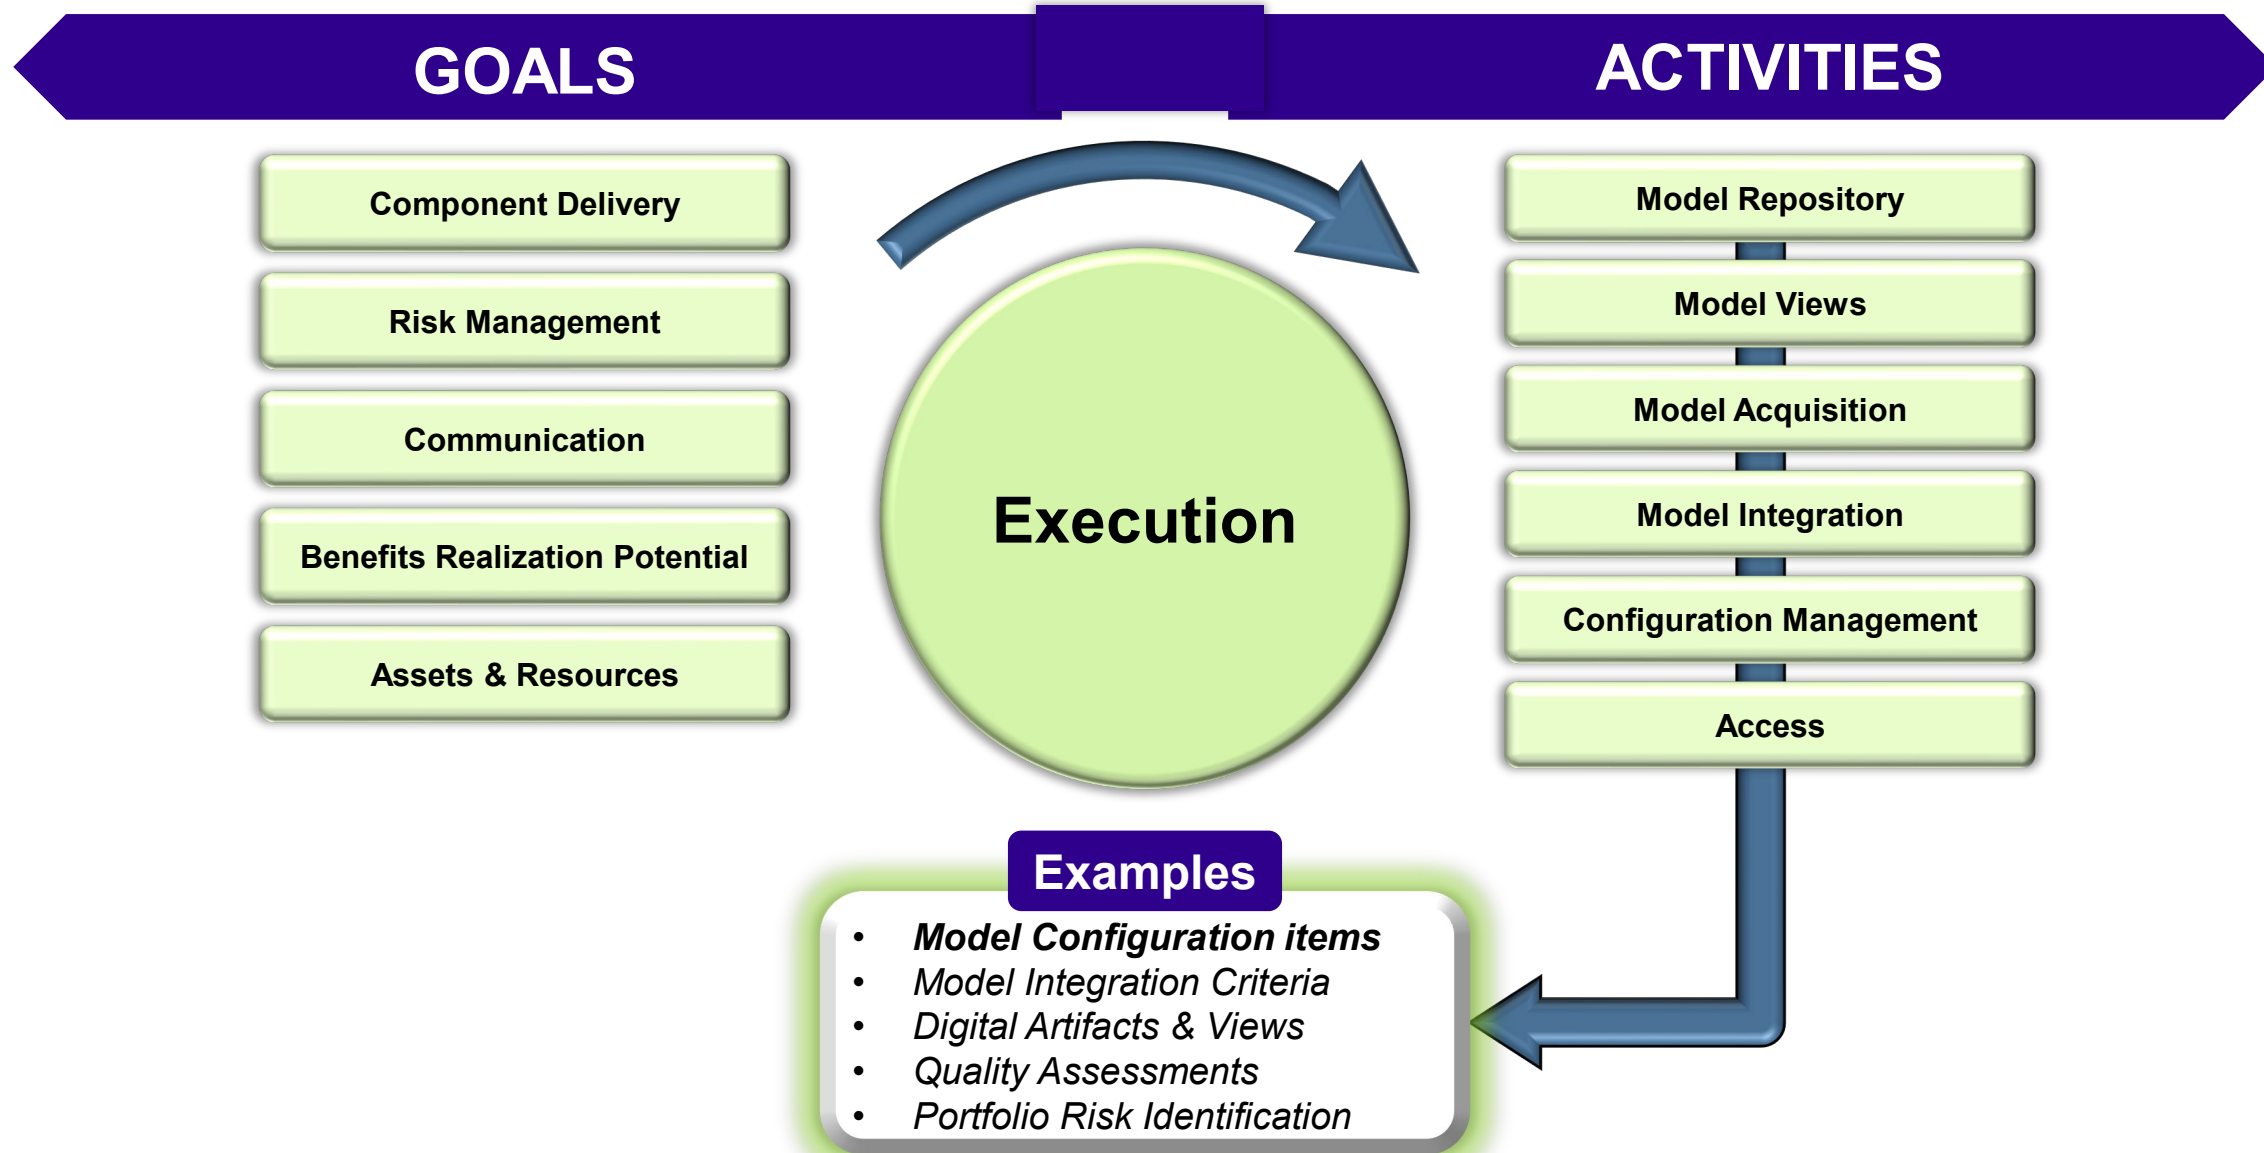 GOALS
ACTIVITIES
Component Delivery
Risk Management
Communication
Benefits Realization Potential
Assets & Resources
Execution
Model Repository
Model Views
Model Acquisition
Model Integration
Configuration Management
Access
Examples
• Model Configuration items
• Model Integration Criteria
• Digital Artifacts & Views
• Quality Assessments
• Portfolio Risk Identification